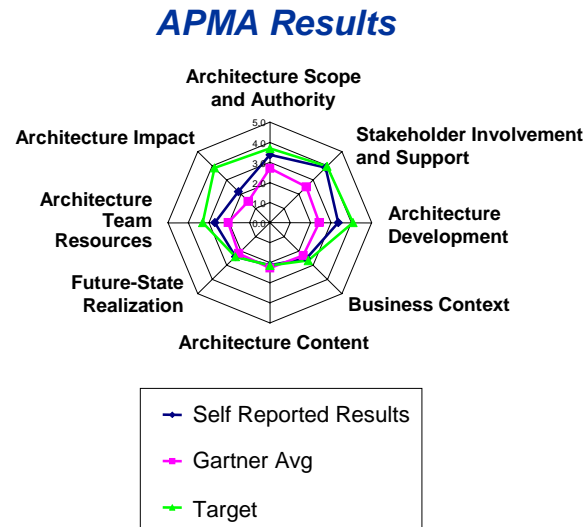 APMA Results
Architecture Scope
and Authority
5.0
4.0
3.0
2.0
1.0
0.0
Stakeholder Involvement
and Support
Architecture
Development
Business Context
Architecture Content
Future-State
Realization
Architecture
Team
Resources
Architecture Impact
Self Reported Results
Gartner Avg
Target